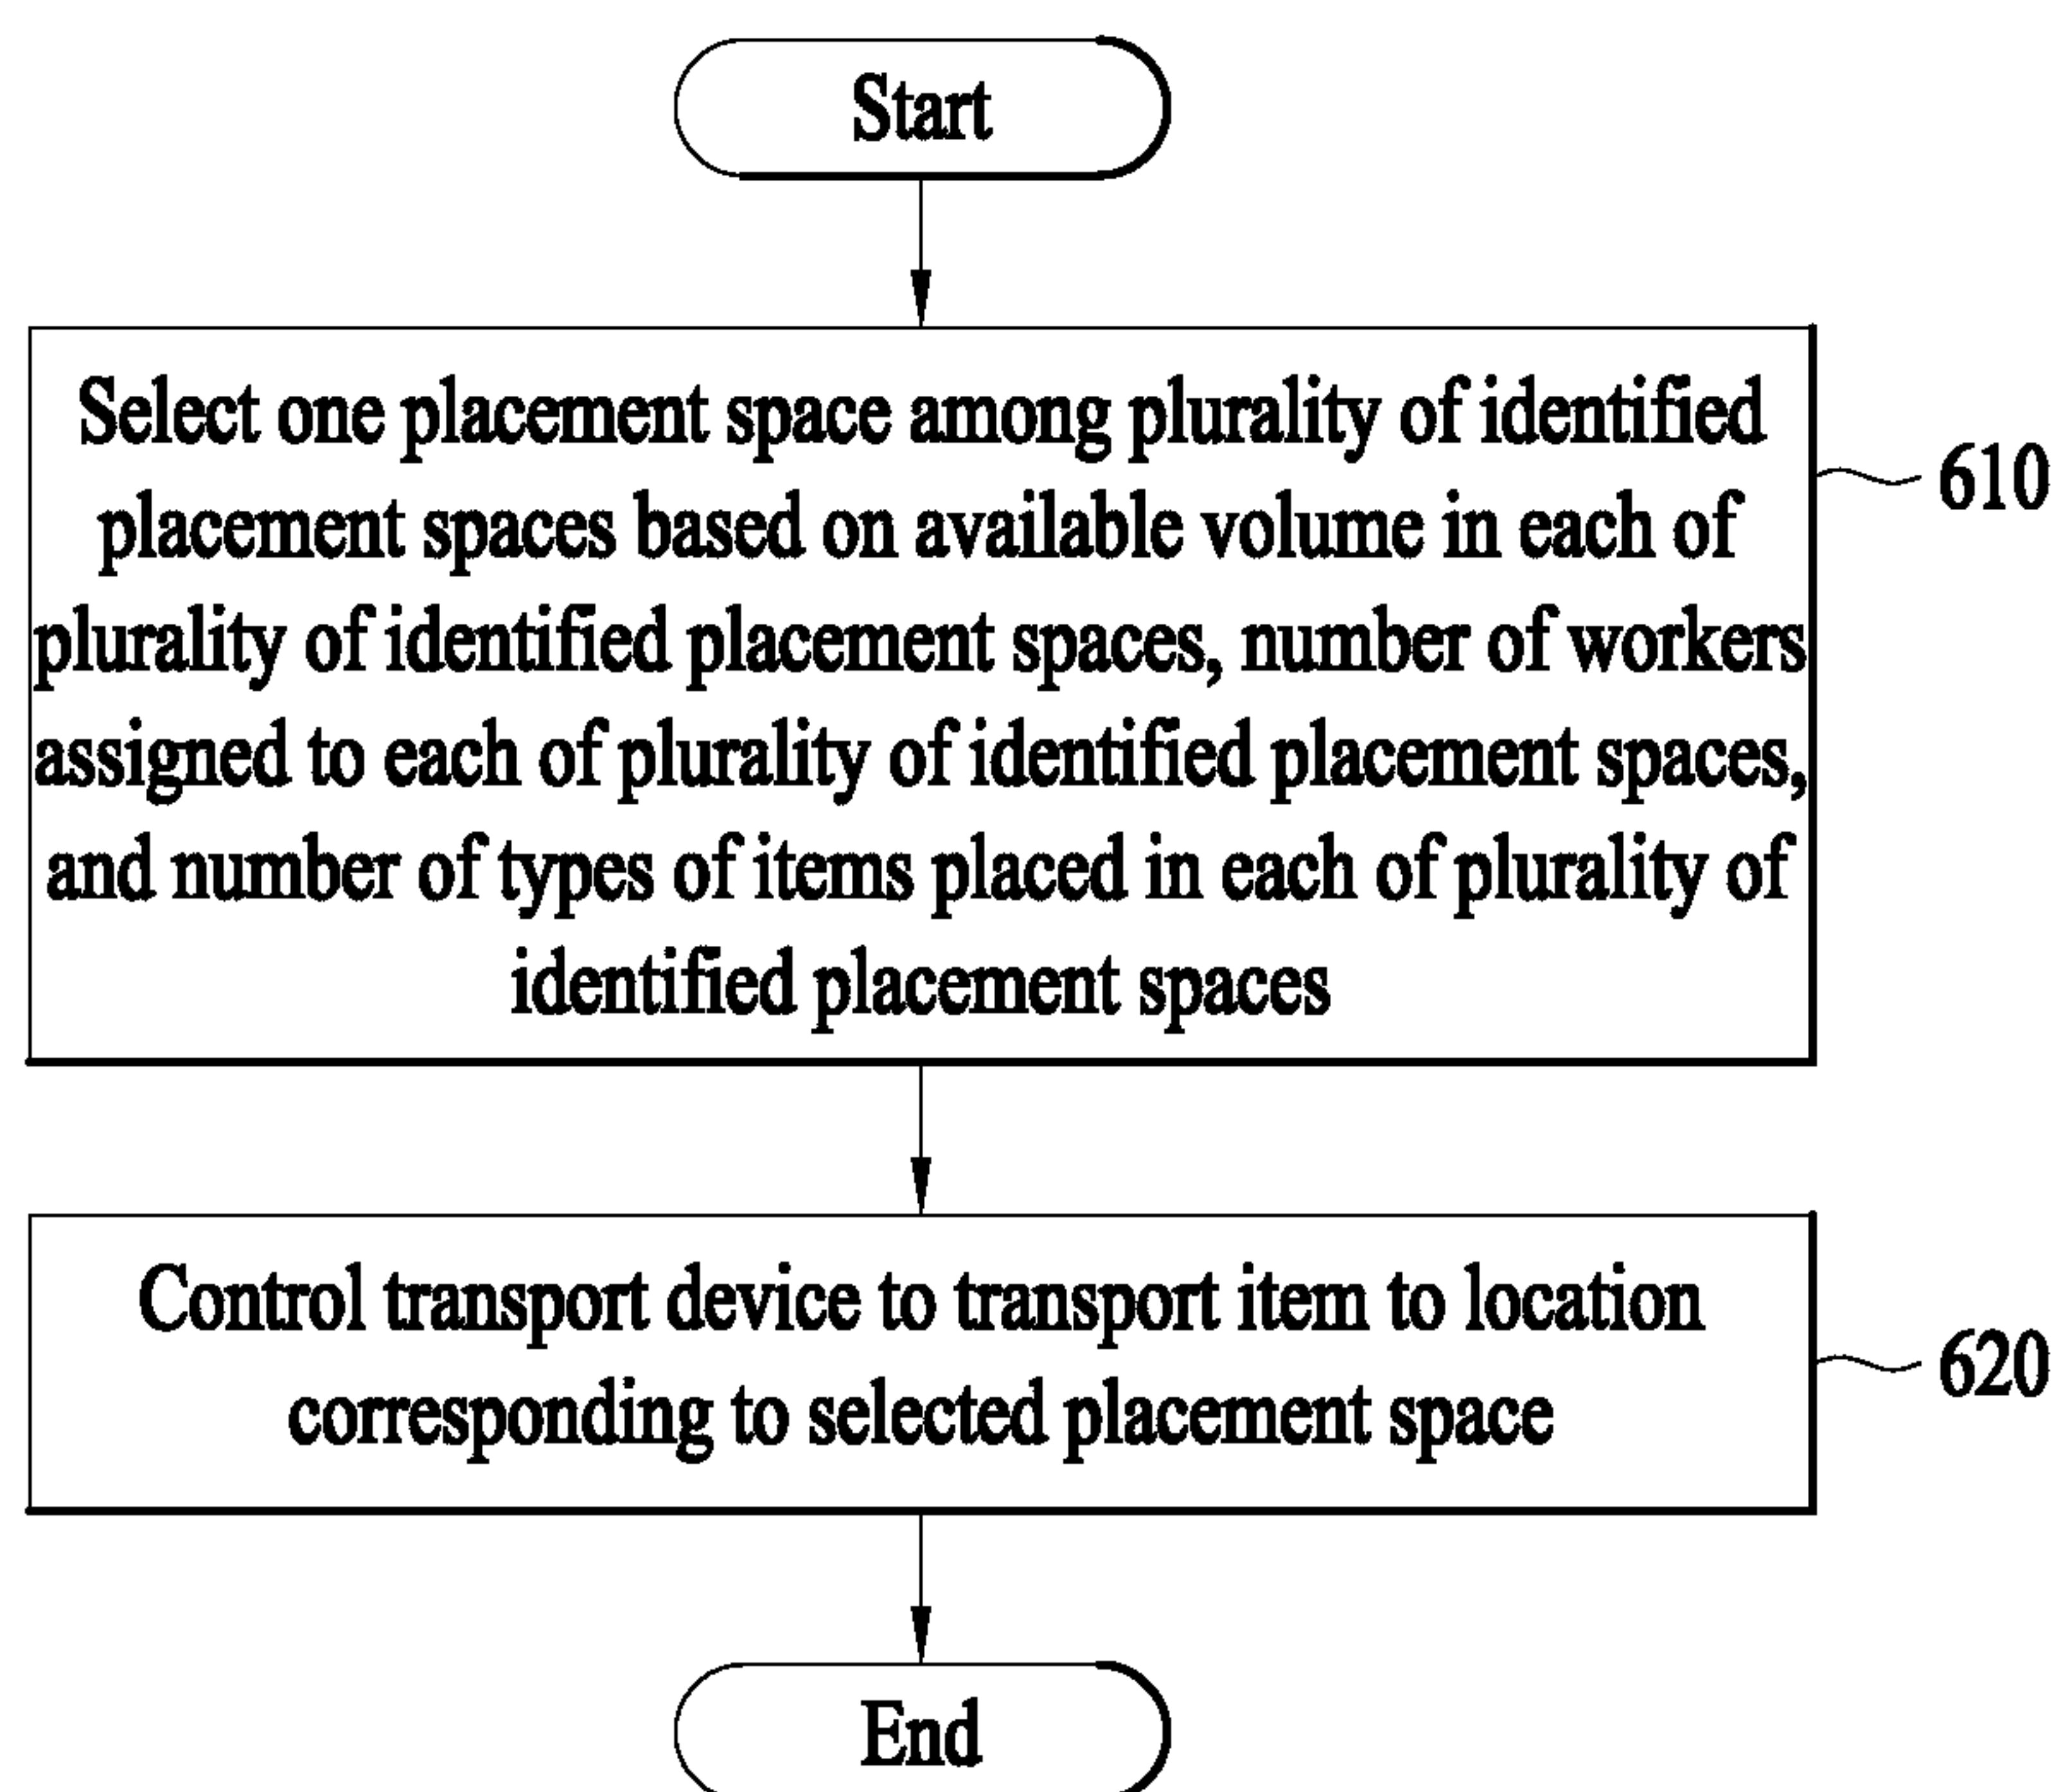 Start
Select one placement space among plurality of identified
placement spaces based on available volume in each of
plurality of identified placement spaces, number of workers
assigned to each of plurality of identified placement spaces,
and number of types of items placed in each of plurality of
identified placement spaces
610
Control transport device to transport item to location
corresponding to selected placement space
620
End